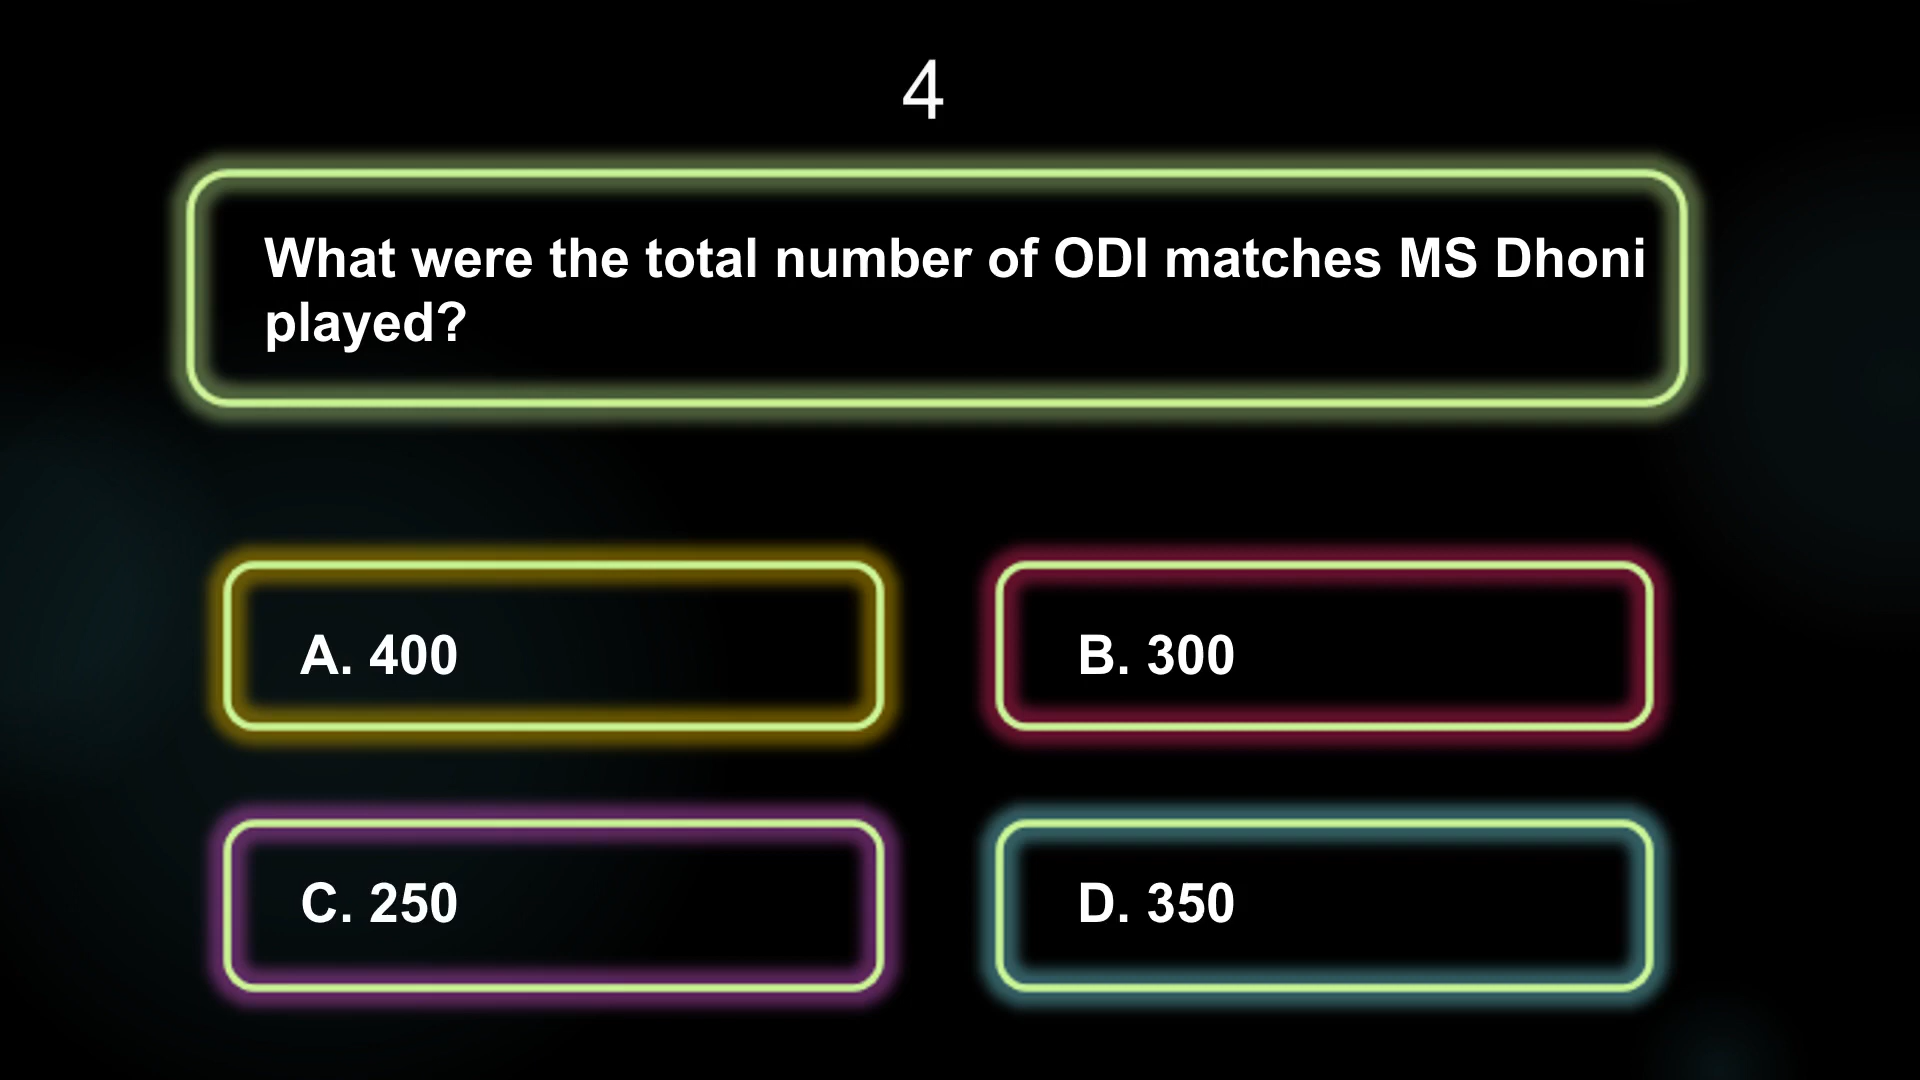 4
What were the total number of ODI matches MS Dhoni
played?
A. 400
B. 300
C. 250
D. 350